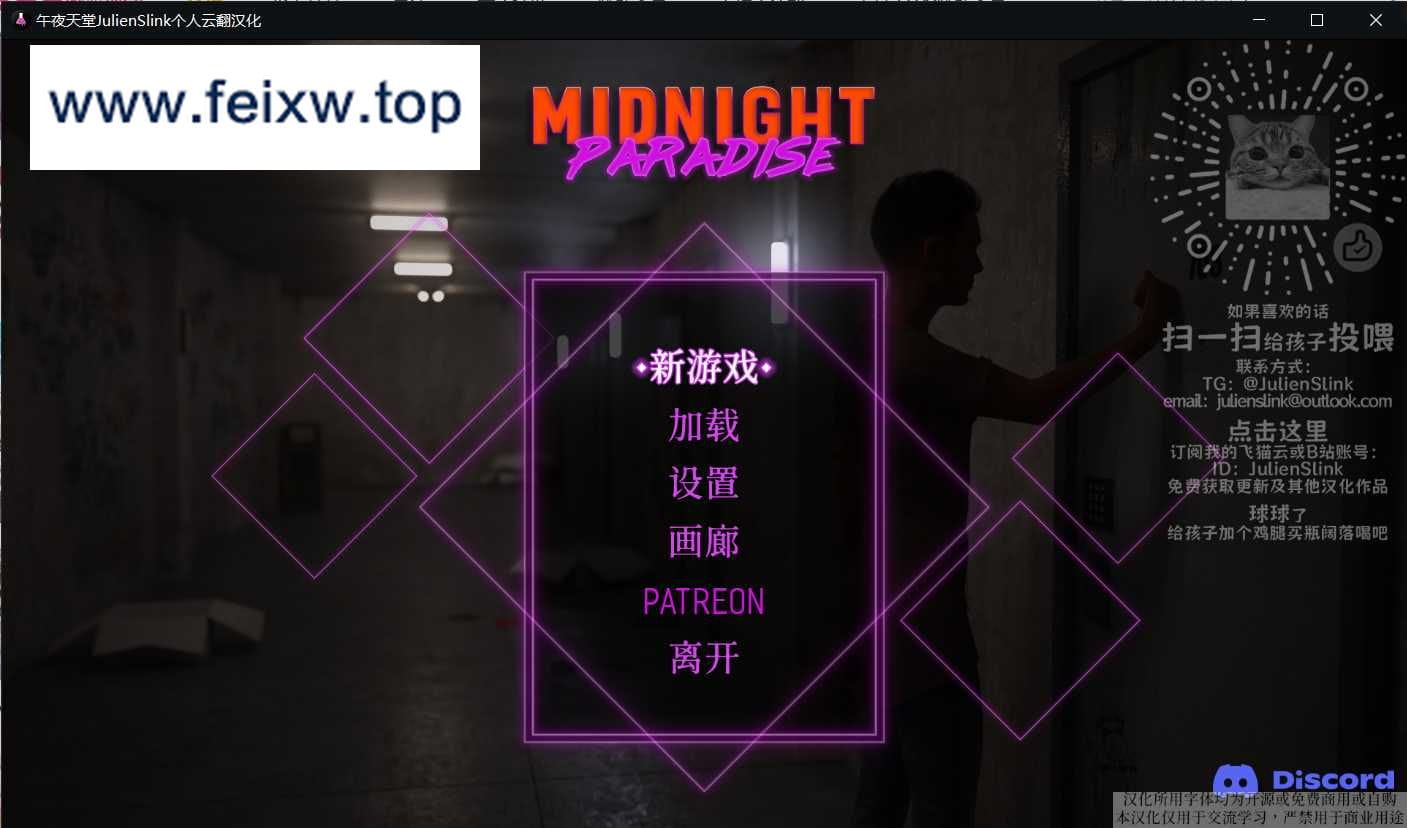 午夜天堂JulienSlink个人云翻汉化
www.feixw.top
MIDNIGHT
PARADISE
新游戏
加载
设置
画廊
PATREON
离开
如果喜欢的话
扫一扫给孩子投喂
联系方式：
TG：@JulienSlink
email：julienslink@outlook.com
点击这里
订阅我的飞猫云或B站账号：
ID：JulienSlink
免费获取更新及其他汉化作品
球球了
给孩子加个鸡腿买瓶阔落喝吧
Discord
汉化所用字体均为开源或免费商用或自购
本汉化仅用于交流学习，严禁用于商业用途